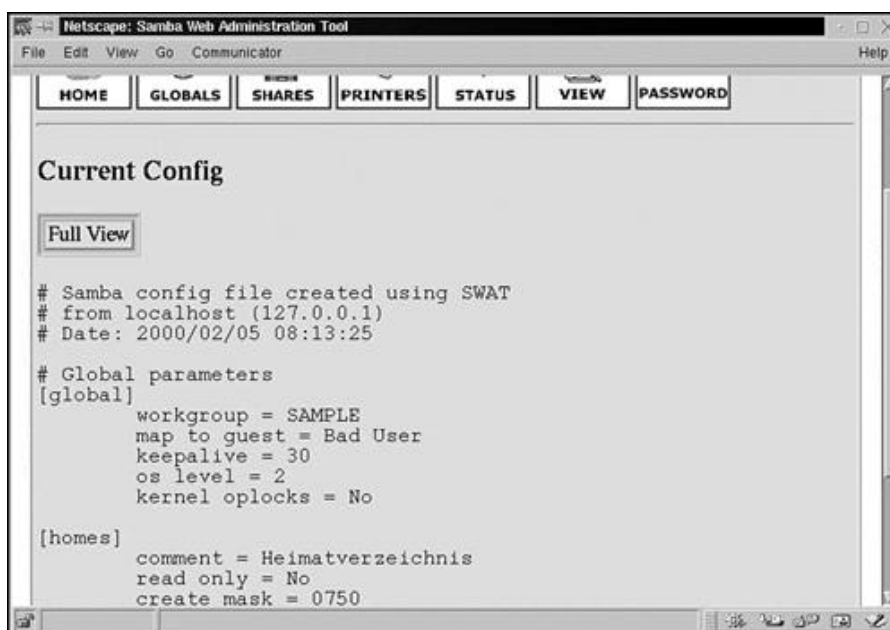 Netscape: Samba Web Administration Tool
File Edit View Go Communicator Help
HOME GLOBALS SHARES PRINTERS STATUS VIEW PASSWORD
Current Config
Full View
# Samba config file created using SWAT
# from localhost (127.0.0.1)
# Date: 2000/02/05 08:13:25
# Global parameters
[global]
workgroup = SAMPLE
map to guest = Bad User
keepalive = 30
os level = 2
kernel oplocks = No
[homes]
comment = Heimatverzeichnis
read only = No
create mask = 0750